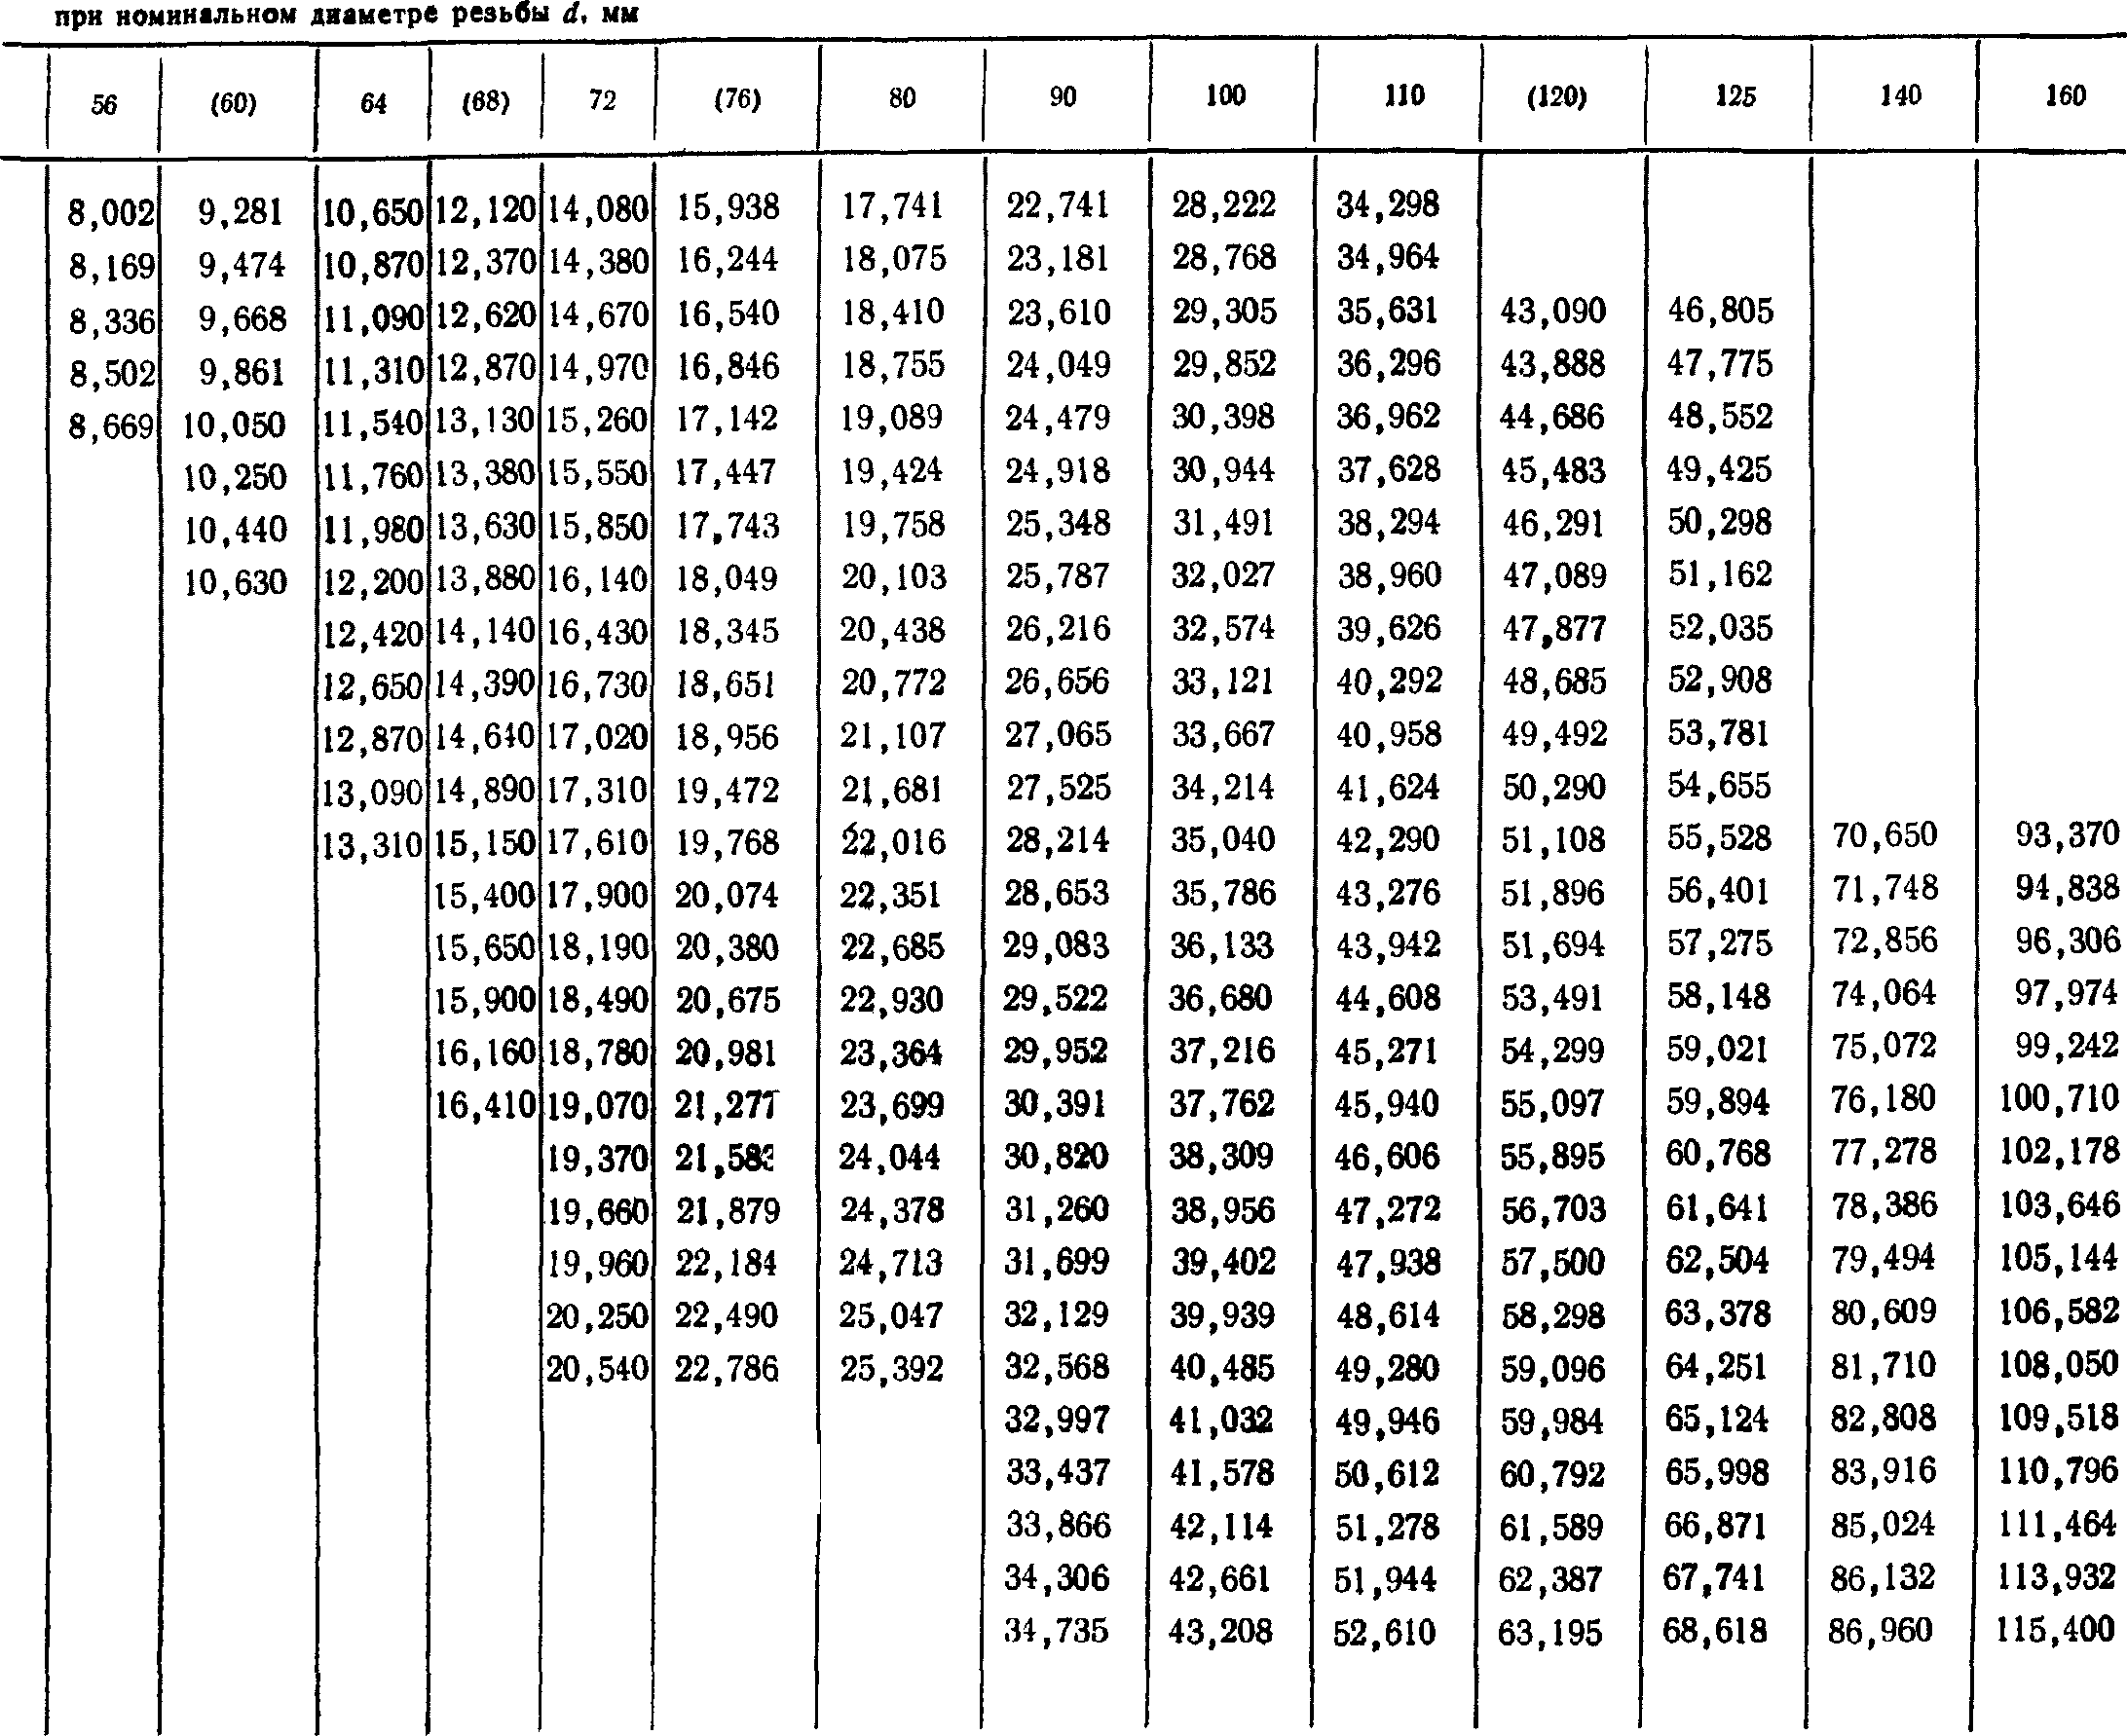 при номинальном диаметре резьбы d, мм
56 (60) 64 (68) 72 (76) 80 90 100 110 (120) 125 140 160
8,002 9,281 10,650 12,120 14,080 15,938 17,741 22,741 28,222 34,298
8,169 9,474 10,870 12,370 14,380 16,244 18,075 23,181 28,768 34,964
8,336 9,668 11,090 12,620 14,670 16,540 18,410 23,610 29,305 35,631 43,090 46,805
8,502 9,861 11,310 12,870 14,970 16,846 18,755 24,049 29,852 36,296 43,888 47,775
8,669 10,050 11,540 13,130 15,260 17,142 19,089 24,479 30,398 36,962 44,686 48,552
10,250 11,760 13,380 15,550 17,447 19,424 24,918 30,944 37,628 45,483 49,425
10,440 11,980 13,630 15,850 17,743 19,758 25,348 31,491 38,294 46,291 50,298
10,630 12,200 13,880 16,140 18,049 20,103 25,787 32,027 38,960 47,089 51,162
12,420 14,140 16,430 18,345 20,438 26,216 32,574 39,626 47,877 52,035
12,650 14,390 16,730 18,651 20,772 26,656 33,121 40,292 48,685 52,908
12,870 14,640 17,020 18,956 21,107 27,065 33,667 40,958 49,492 53,781
13,090 14,890 17,310 19,472 21,681 27,525 34,214 41,624 50,290 54,655
13,310 15,150 17,610 19,768 22,016 28,214 35,040 42,290 51,108 55,528 70,650 93,370
15,400 17,900 20,074 22,351 28,653 35,786 43,276 51,896 56,401 71,748 94,838
15,650 18,190 20,380 22,685 29,083 36,133 43,942 51,694 57,275 72,856 96,306
15,900 18,490 20,675 22,930 29,522 36,680 44,608 53,491 58,148 74,064 97,974
16,160 18,780 20,981 23,364 29,952 37,216 45,271 54,299 59,021 75,072 99,242
16,410 19,070 21,277 23,699 30,391 37,762 45,940 55,097 59,894 76,180 100,710
19,370 21,583 24,044 30,820 38,309 46,606 55,895 60,768 77,278 102,178
19,660 21,879 24,378 31,260 38,956 47,272 56,703 61,641 78,386 103,646
19,960 22,184 24,713 31,699 39,402 47,938 57,500 62,504 79,494 105,144
20,250 22,490 25,047 32,129 39,939 48,614 58,298 63,378 80,609 106,582
20,540 22,786 25,392 32,568 40,485 49,280 59,096 64,251 81,710 108,050
32,997 41,032 49,946 59,984 65,124 82,808 109,518
33,437 41,578 50,612 60,792 65,998 83,916 110,796
33,866 42,114 51,278 61,589 66,871 85,024 111,464
34,306 42,661 51,944 62,387 67,741 86,132 113,932
34,735 43,208 52,610 63,195 68,618 86,960 115,400